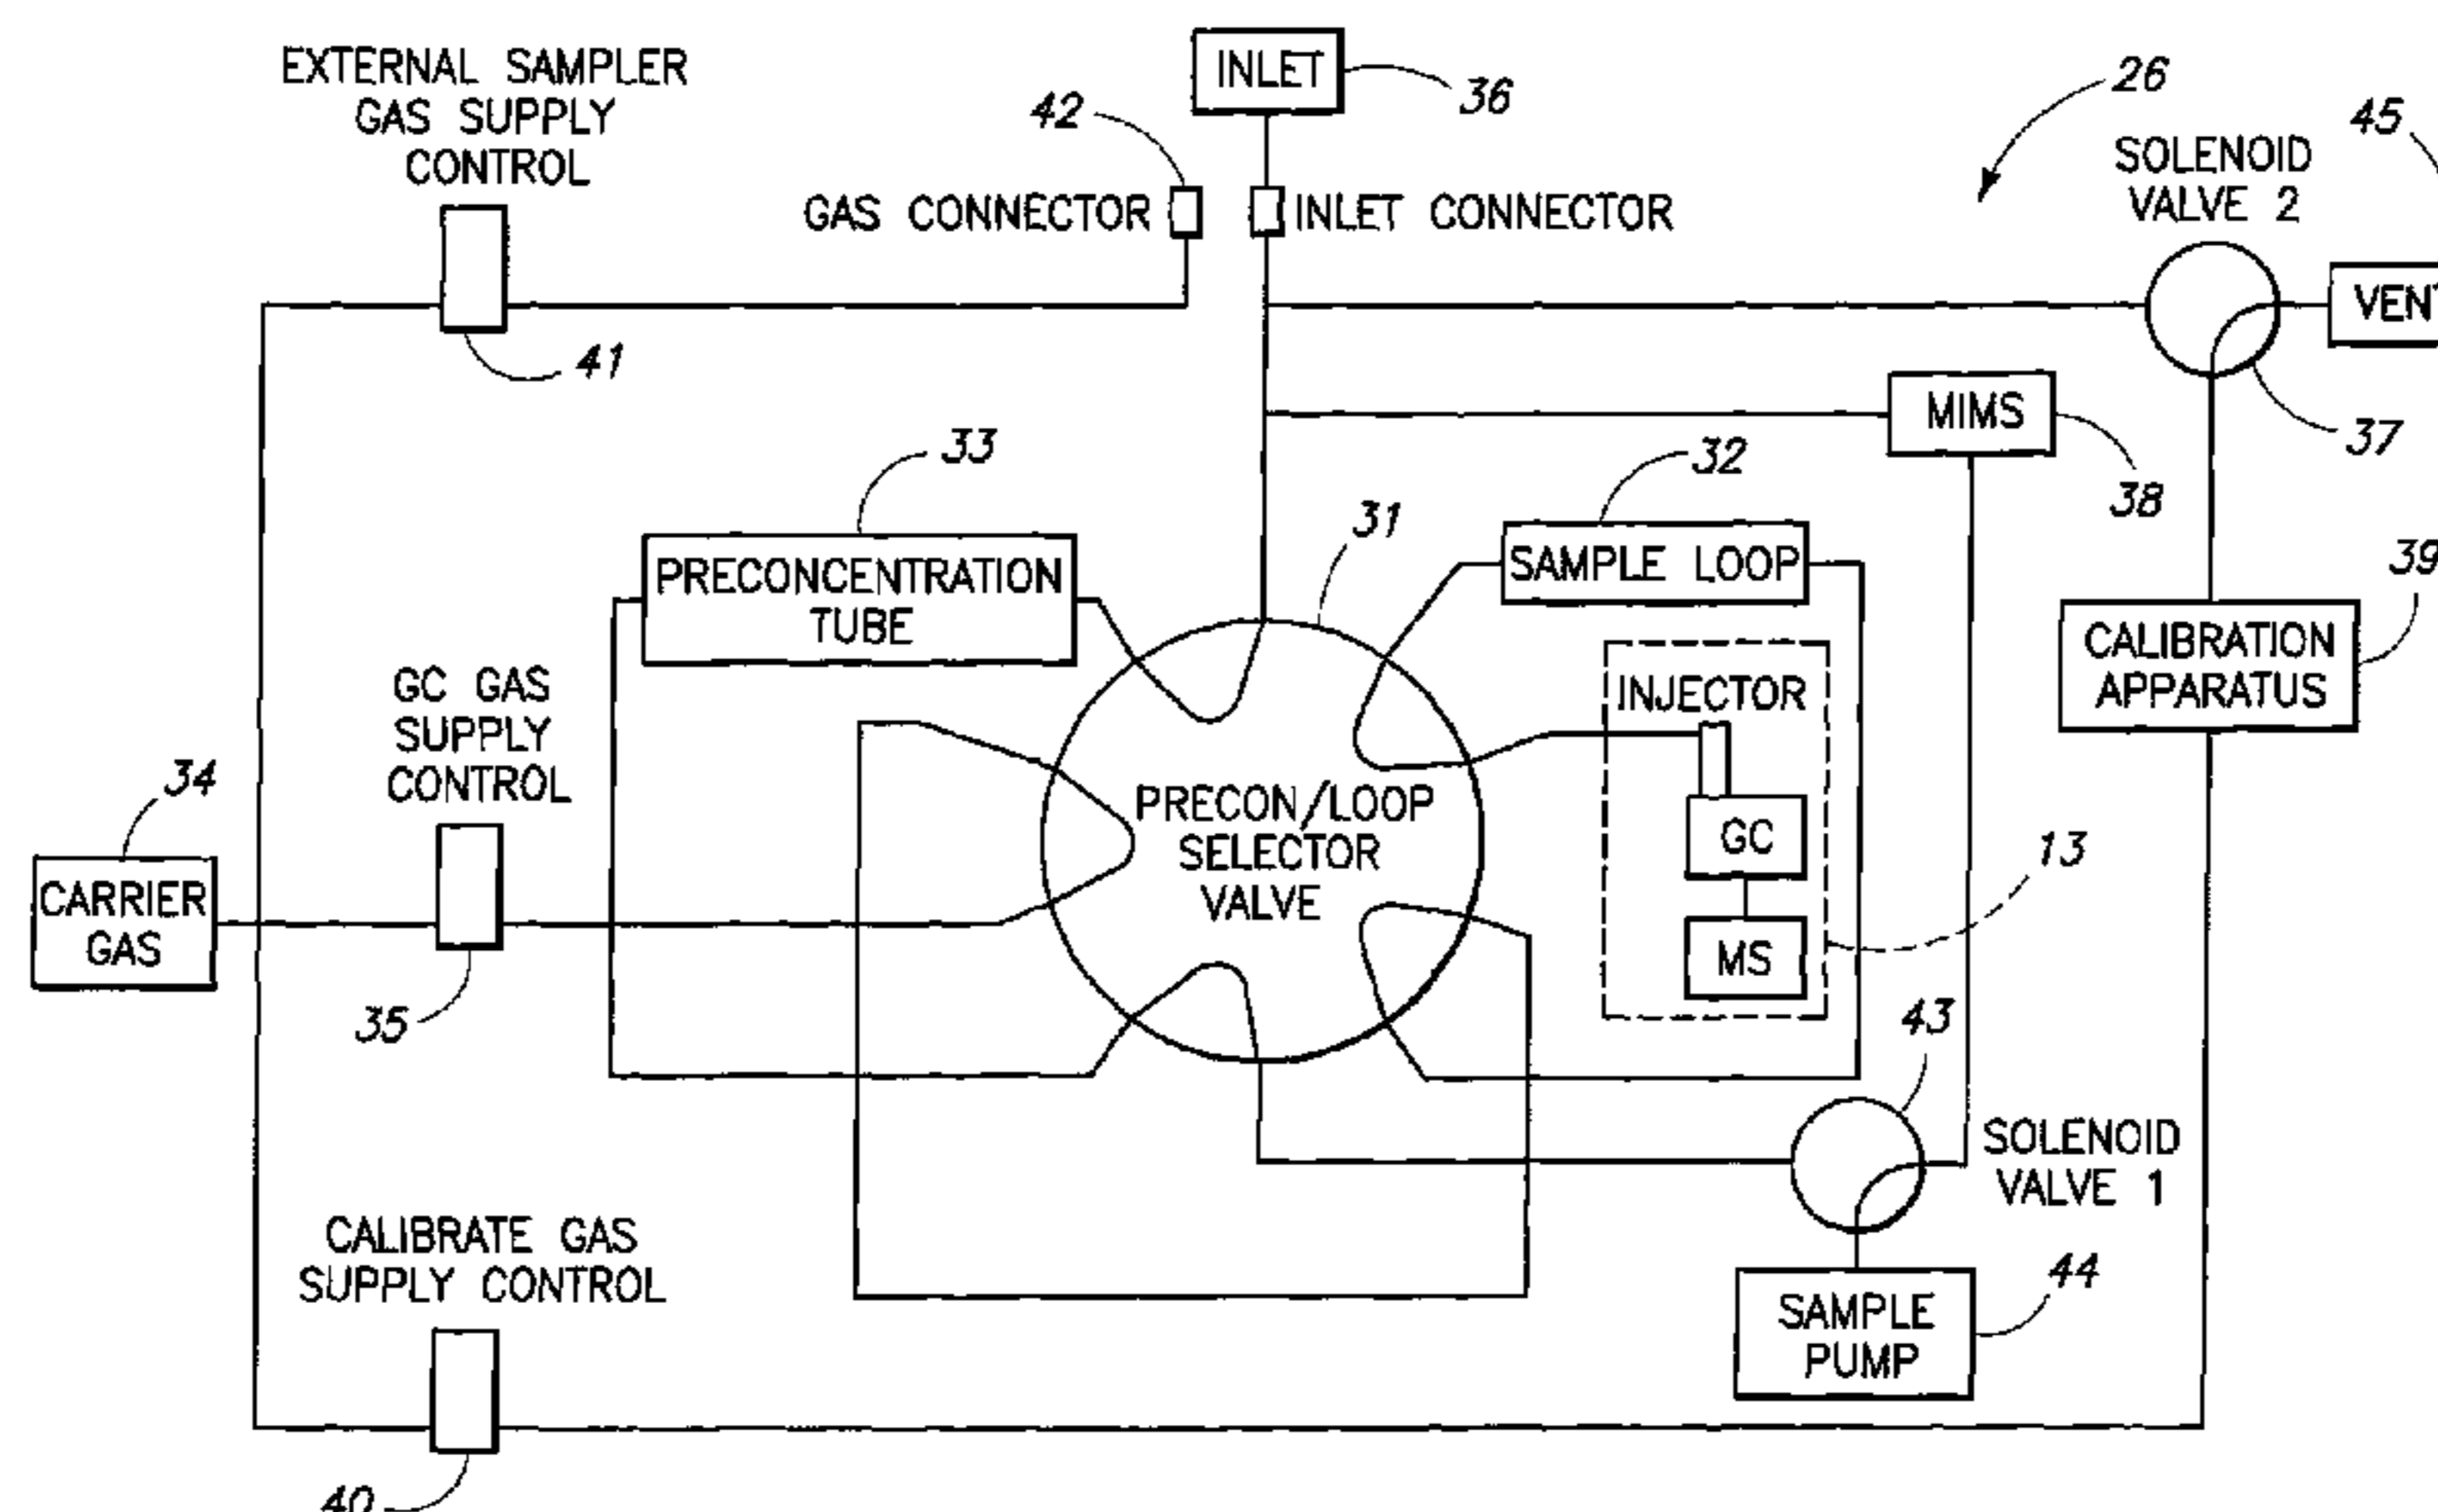 EXTERNAL SAMPLER
GAS SUPPLY
CONTROL
INLET
36
42
26
45
SOLENOID
VALVE 2
GAS CONNECTOR
INLET CONNECTOR
41
VENT
37
MIMS
38
33
32
31
PRECONCENTRATION
TUBE
SAMPLE LOOP
39
CALIBRATION
APPARATUS
GC GAS
SUPPLY
CONTROL
INJECTOR
34
PRECON/LOOP
SELECTOR
VALVE
GC
13
CARRIER
GAS
MS
35
43
SOLENOID
VALVE 1
CALIBRATE GAS
SUPPLY CONTROL
44
SAMPLE
PUMP
40